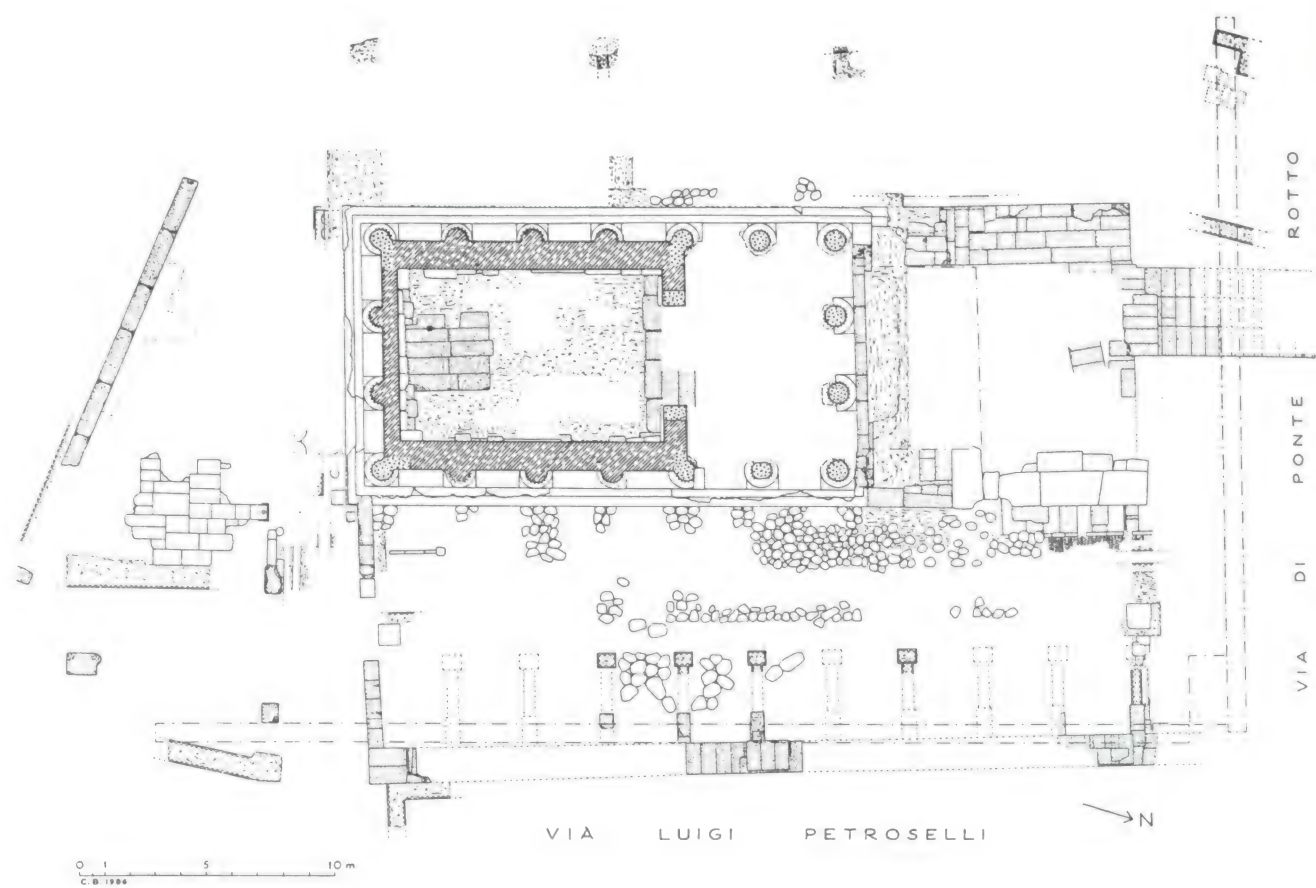 VIA DI PONTE ROTTO
N
VIA LUIGI PETROSELLI
0 1 5 10 m
C.B. 1986